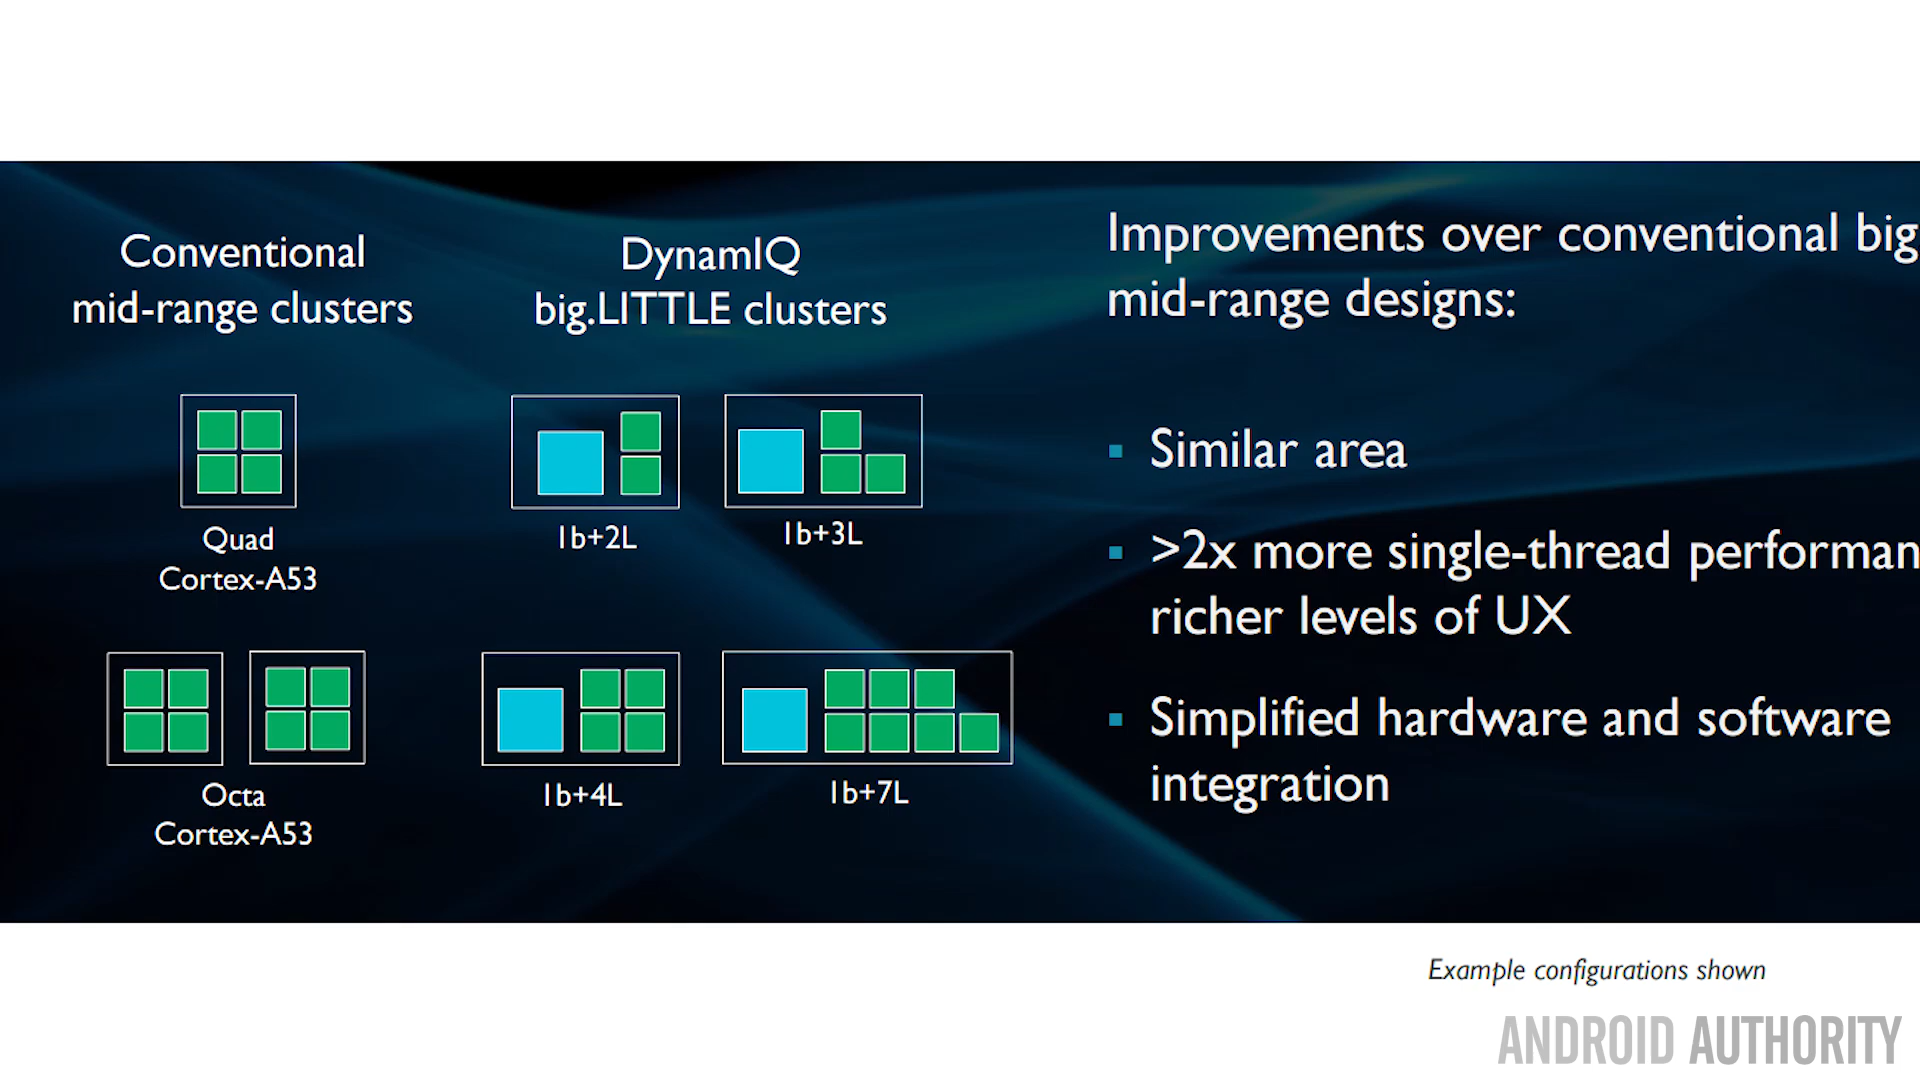 Conventional
mid-range clusters
DynamIQ
big.LITTLE clusters
Quad
Cortex-A53
1b+2L
1b+3L
Octa
Cortex-A53
1b+4L
1b+7L
Improvements over conventional big
mid-range designs:
Similar area
>2x more single-thread performan
richer levels of UX
Simplified hardware and software
integration
Example configurations shown
ANDROID AUTHORITY